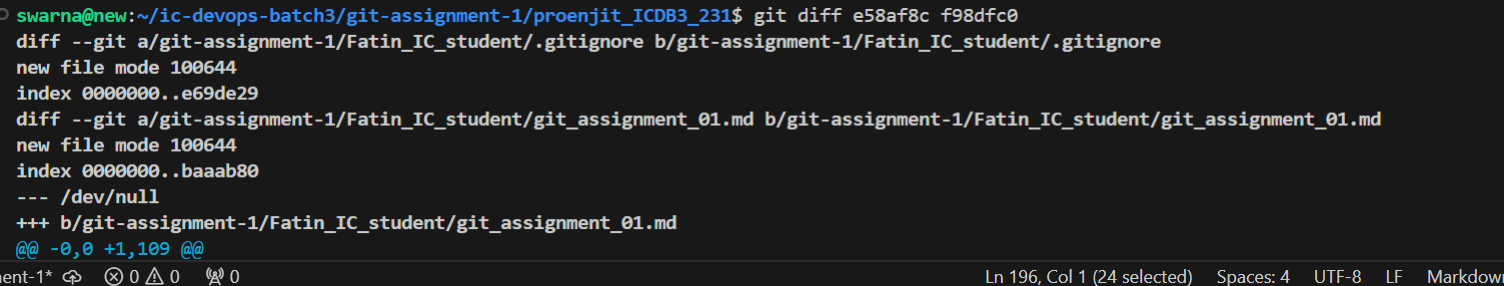 swarna@new:~/ic-devops-batch3/git-assignment-1/proenjit_ICDB3_231$ git diff e58af8c f98dfc0
diff --git a/git-assignment-1/Fatin_IC_student/.gitignore b/git-assignment-1/Fatin_IC_student/.gitignore
new file mode 100644
index 0000000..e69de29
diff --git a/git-assignment-1/Fatin_IC_student/git_assignment_01.md b/git-assignment-1/Fatin_IC_student/git_assignment_01.md
new file mode 100644
index 0000000..baaab80
--- /dev/null
+++ b/git-assignment-1/Fatin_IC_student/git_assignment_01.md
@@ -0,0 +1,109 @@
ent-1* 0 0 0 Ln 196, Col 1 (24 selected) Spaces: 4 UTF-8 LF Markdow